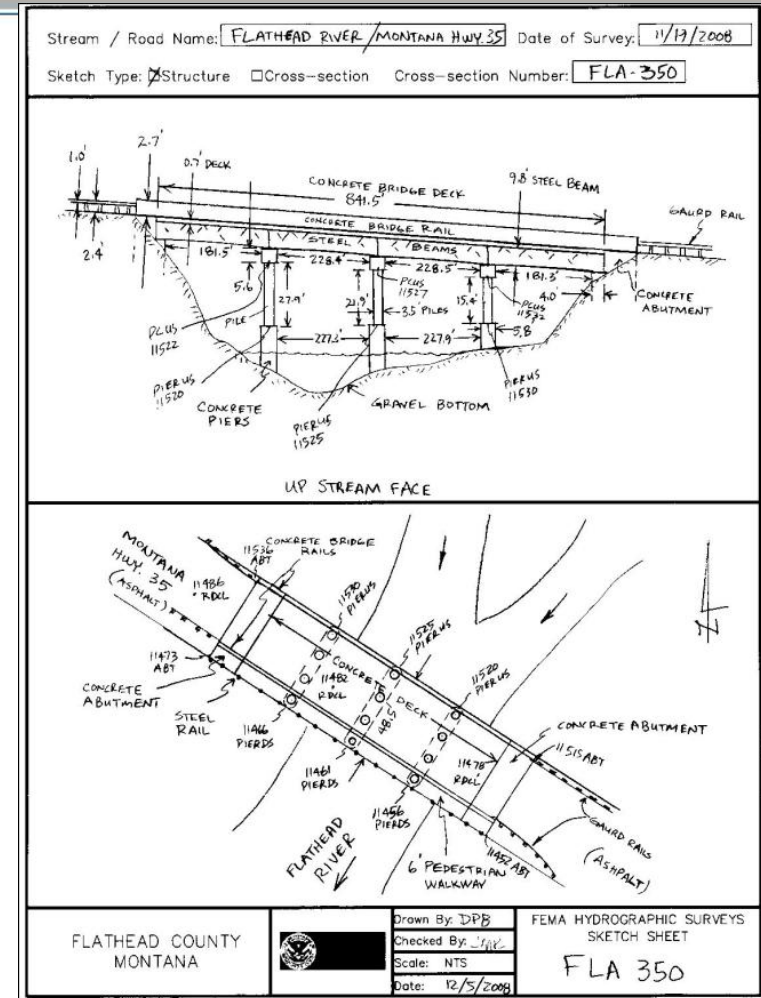 Stream / Road Name: FLATHEAD RIVER / MONTANA HWY. 35 Date of Survey: 11/17/2008
Sketch Type: ☒Structure ☐Cross-section Cross-section Number: FLA-350
1.0'
2.7'
0.7' DECK
CONCRETE BRIDGE DECK
841.5'
9.8' STEEL BEAM
GAURD RAIL
CONCRETE BRIDGE RAIL
STEEL BEAMS
2.4'
181.5'
228.4'
228.5'
181.3'
4.0
CONCRETE
ABUTMENT
5.6
27.9'
21.9'
15.4'
3.5' PILES
5.8
PLUS
11522
PILE
PLUS
11527
PLUS
11532
227.3'
227.9'
PIERUS
11520
CONCRETE
PIERS
PIERUS
11525
GRAVEL BOTTOM
PIERUS
11530
UP STREAM FACE
MONTANA
HWY. 35
(ASPHALT)
11536
ABT
CONCRETE BRIDGE
RAILS
11486
RDCL
11530
PIERUS
11525
PIERUS
11520
PIERUS
N
11473
ABT
CONCRETE
ABUTMENT
STEEL
RAIL
CONCRETE DECK
11482
RDCL
48.5'
11478
RDCL
CONCRETE ABUTMENT
11515 ABT
11466
PIERDS
11461
PIERDS
11456
PIERDS
11452 ABT
GAURD RAILS
(ASHPALT)
FLATHEAD
RIVER
6' PEDESTRIAN
WALKWAY
FLATHEAD COUNTY
MONTANA
Drawn By: DPB
Checked By:
Scale: NTS
Date: 12/5/2008
FEMA HYDROGRAPHIC SURVEYS
SKETCH SHEET
FLA 350